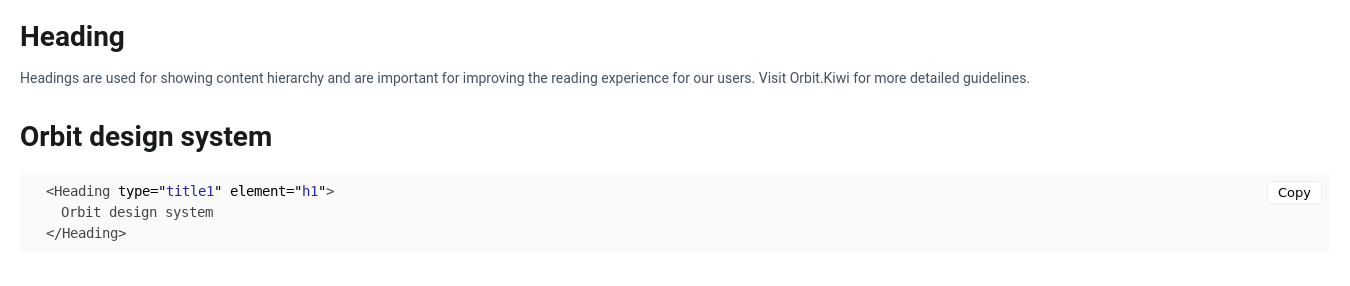 Heading
Headings are used for showing content hierarchy and are important for improving the reading experience for our users. Visit Orbit.Kiwi for more detailed guidelines.
Orbit design system
<Heading type="title1" element="h1">
Copy
Orbit design system
</Heading>